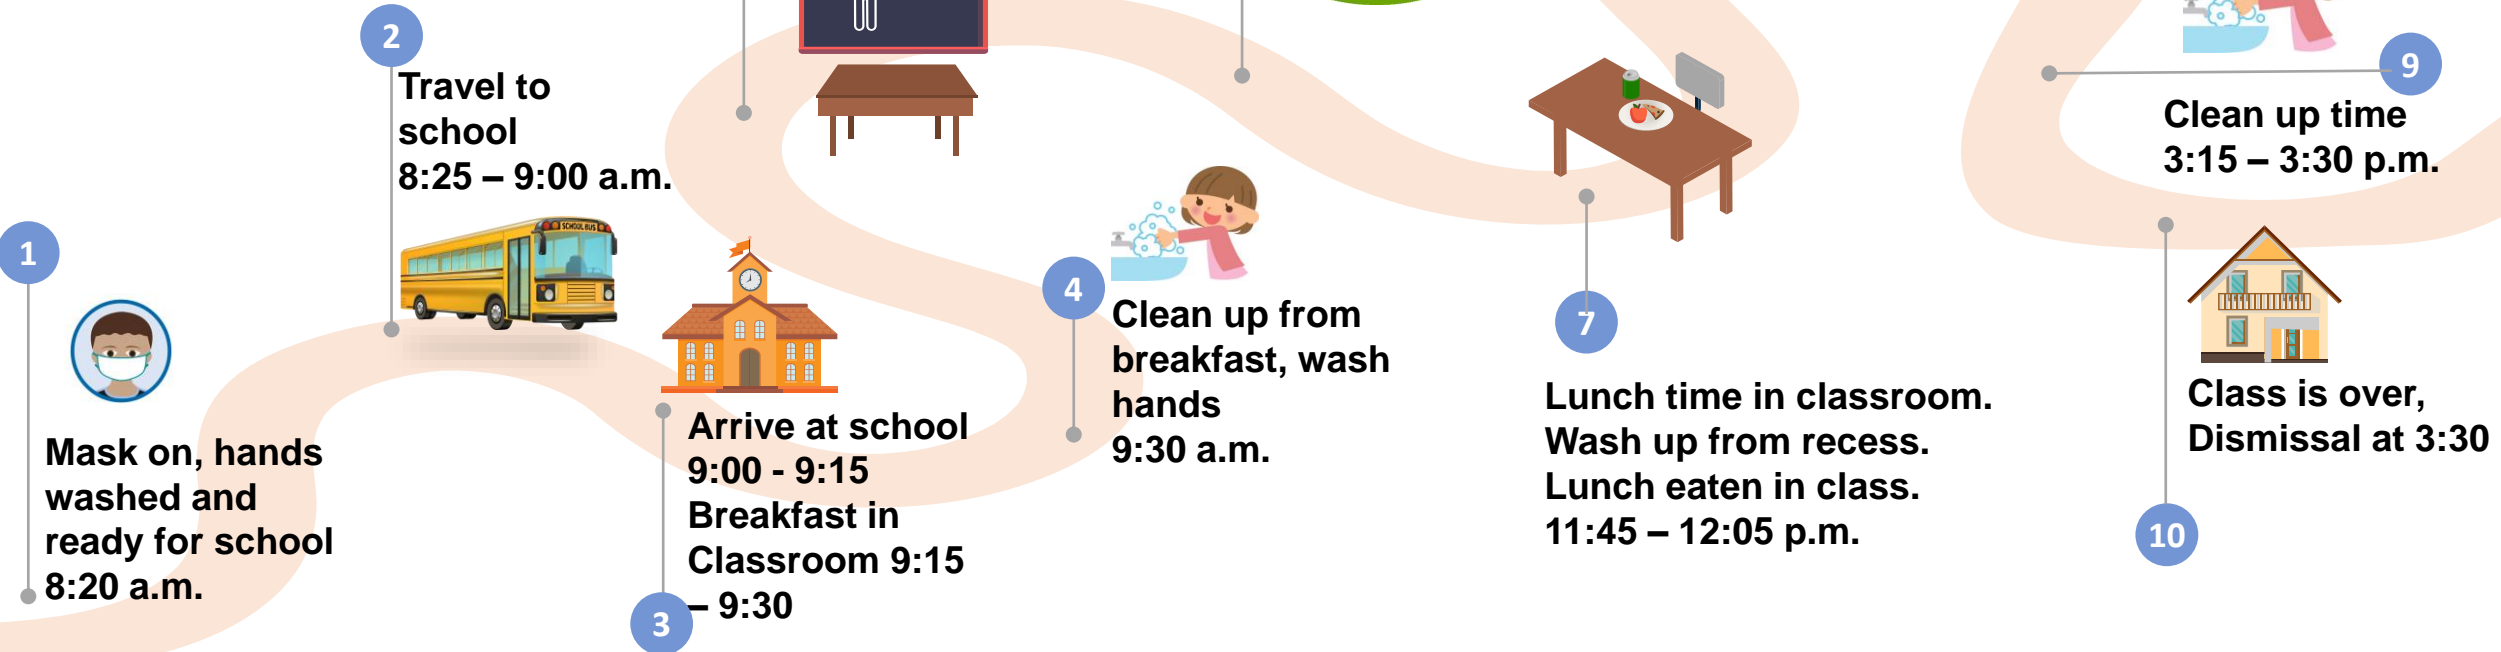 1
Mask on, hands
washed and
ready for school
8:20 a.m.
2
Travel to
school
8:25 – 9:00 a.m.
SCHOOL BUS
3
Arrive at school
9:00 - 9:15
Breakfast in
Classroom 9:15
– 9:30
4
Clean up from
breakfast, wash
hands
9:30 a.m.
7
Lunch time in classroom.
Wash up from recess.
Lunch eaten in class.
11:45 – 12:05 p.m.
9
Clean up time
3:15 – 3:30 p.m.
10
Class is over,
Dismissal at 3:30